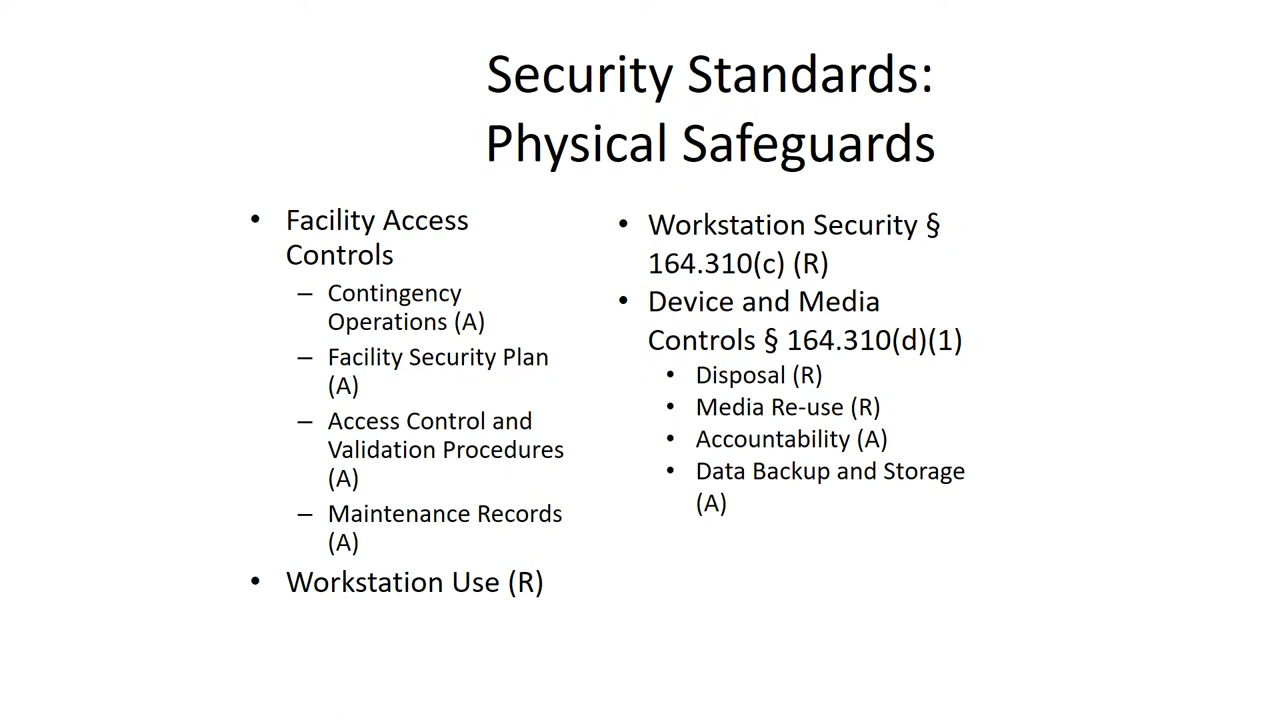 Security Standards:
Physical Safeguards
• Facility Access
Controls
– Contingency
Operations (A)
– Facility Security Plan
(A)
– Access Control and
Validation Procedures
(A)
– Maintenance Records
(A)
• Workstation Use (R)
• Workstation Security §
164.310(c) (R)
• Device and Media
Controls § 164.310(d)(1)
• Disposal (R)
• Media Re-use (R)
• Accountability (A)
• Data Backup and Storage
(A)